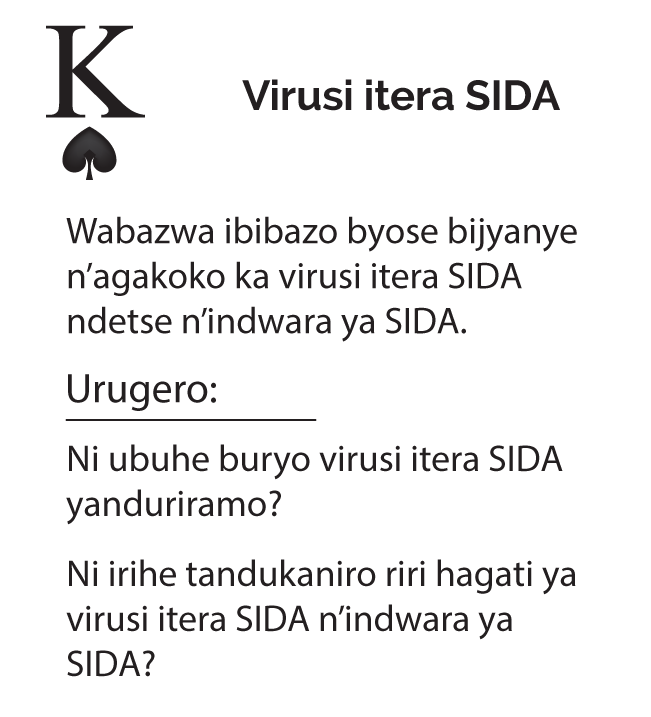 K
Virusi itera SIDA
Wabazwa ibibazo byose bijyanye
n’agakoko ka virusi itera SIDA
ndetse n’indwara ya SIDA.
Urugero:
Ni ubuhe buryo virusi itera SIDA
yanduriramo?
Ni irihe tandukaniro riri hagati ya
virusi itera SIDA n’indwara ya
SIDA?